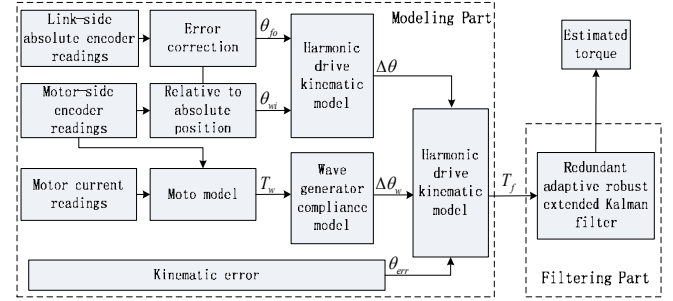 Link-side
absolute encoder
readings
Error
correction
θfo
Harmonic
drive
kinematic
model
Δθ
Modeling Part
Motor-side
encoder
readings
Relative to
absolute
position
θwi
Motor current
readings
Moto model
Tw
Wave
generator
compliance
model
Δθw
Harmonic
drive
kinematic
model
Tf
Kinematic error
θerr
Estimated
torque
Redundant
adaptive robust
extended Kalman
filter
Filtering Part